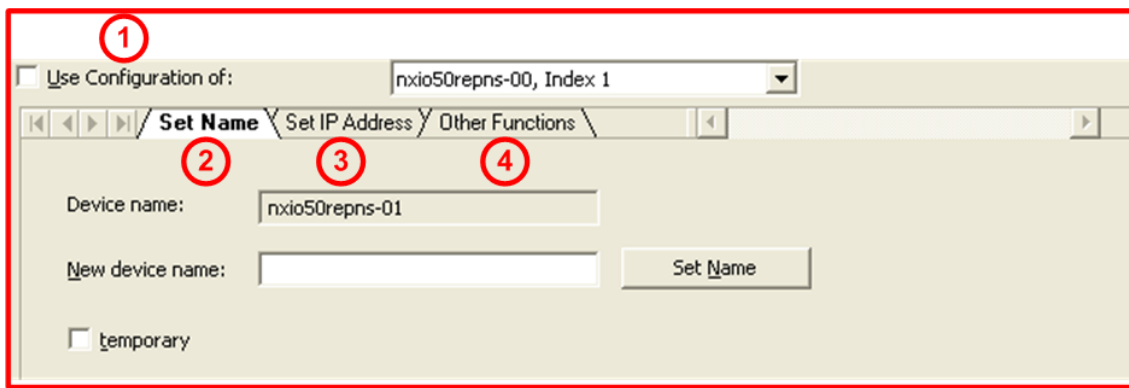 1
Use Configuration of: nxio50repns-00, Index 1
Set Name Set IP Address Other Functions
2 3 4
Device name: nxio50repns-01
New device name: Set Name
temporary